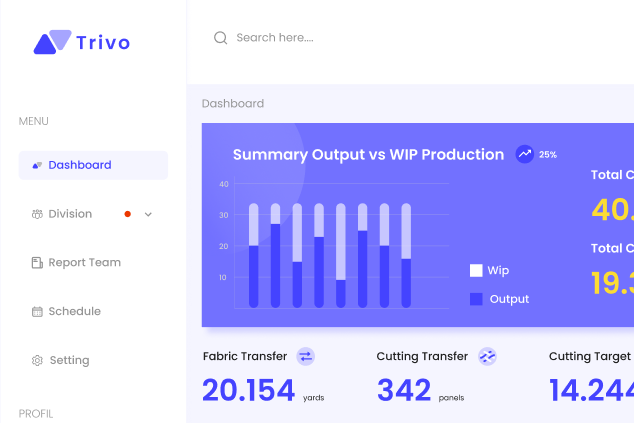 Trivo
Search here....
MENU
Dashboard
Division
Report Team
Schedule
Setting
PROFIL
Dashboard
Summary Output vs WIP Production
25%
40
30
20
10
Wip
Output
Total C
40.
Total C
19.3
Fabric Transfer
20.154 yards
Cutting Transfer
342 panels
Cutting Target
14.244